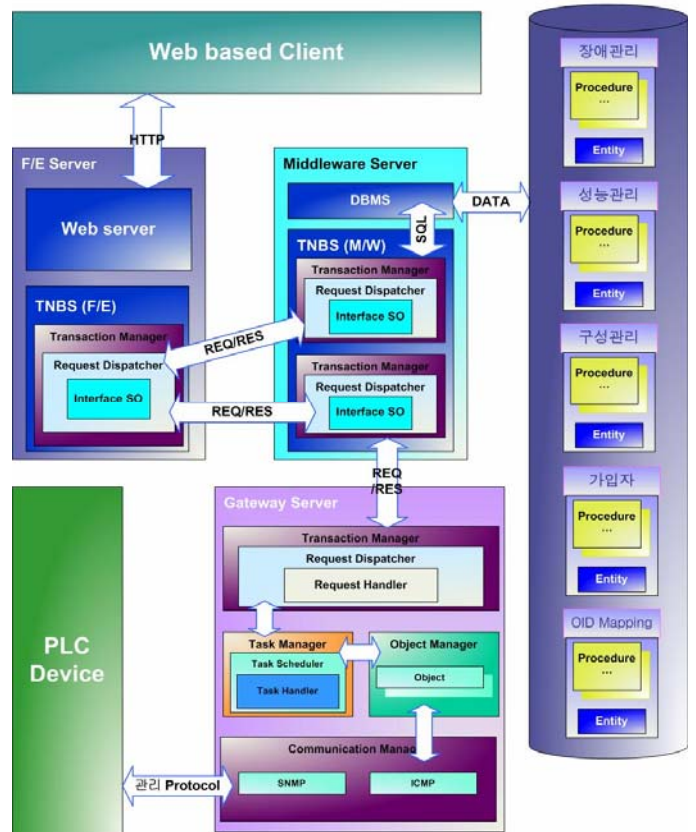 Web based Client
HTTP
F/E Server
Web server
TNBS (F/E)
Transaction Manager
Request Dispatcher
Interface SO
REQ/RES
REQ/RES
Middleware Server
DBMS
DATA
SQL
TNBS (M/W)
Transaction Manager
Request Dispatcher
Interface SO
Transaction Manager
Request Dispatcher
Interface SO
REQ
/RES
장애관리
Procedure
...
Entity
성능관리
Procedure
...
Entity
구성관리
Procedure
...
Entity
가입자
Procedure
...
Entity
OID Mapping
Procedure
...
Entity
PLC
Device
관리 Protocol
Gateway Server
Transaction Manager
Request Dispatcher
Request Handler
Task Manager
Task Scheduler
Task Handler
Object Manager
Object
Communication Manac
SNMP
ICMP